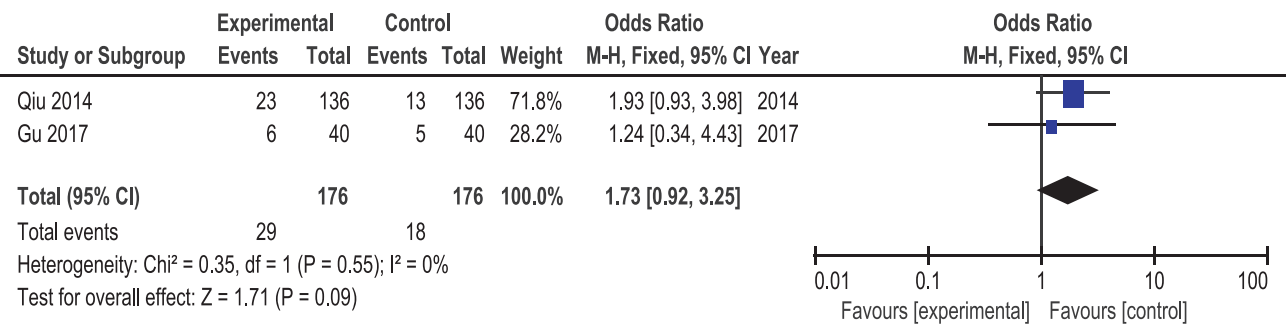 Experimental Control Odds Ratio Odds Ratio
Study or Subgroup Events Total Events Total Weight M-H, Fixed, 95% CI Year M-H, Fixed, 95% CI
Qiu 2014 23 136 13 136 71.8% 1.93 [0.93, 3.98] 2014
Gu 2017 6 40 5 40 28.2% 1.24 [0.34, 4.43] 2017
Total (95% CI) 176 176 100.0% 1.73 [0.92, 3.25]
Total events 29 18
Heterogeneity: Chi² = 0.35, df = 1 (P = 0.55); I² = 0%
Test for overall effect: Z = 1.71 (P = 0.09)
0.01 0.1 1 10 100
Favours [experimental] Favours [control]